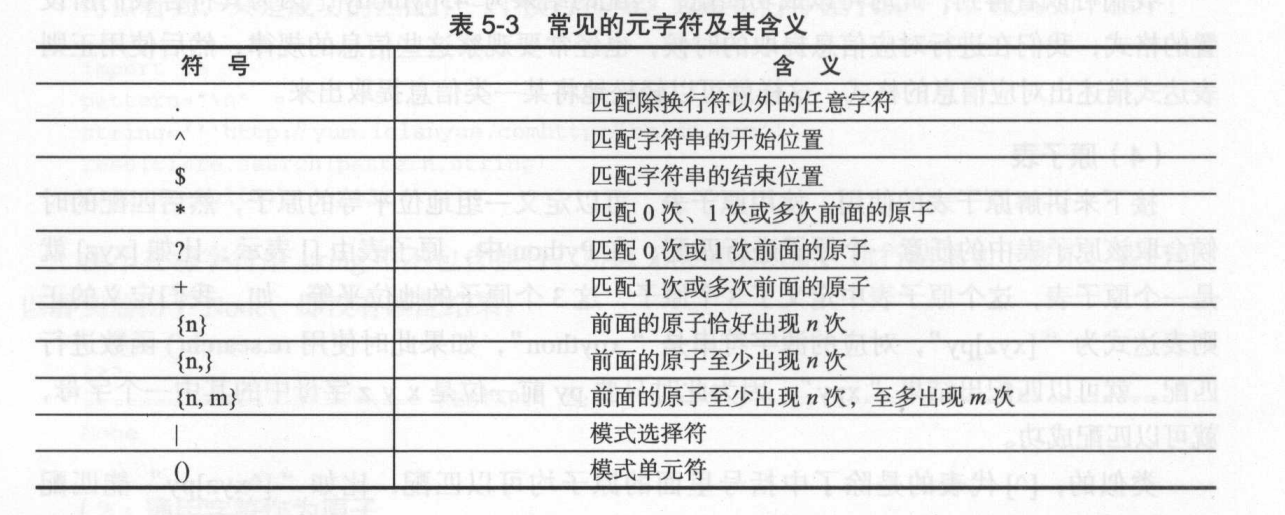 表 5-3 常见的元字符及其含义
符 号 含 义
. 匹配除换行符以外的任意字符
^ 匹配字符串的开始位置
$ 匹配字符串的结束位置
* 匹配 0 次、1 次或多次前面的原子
? 匹配 0 次或 1 次前面的原子
+ 匹配 1 次或多次前面的原子
{n} 前面的原子恰好出现 n 次
{n,} 前面的原子至少出现 n 次
{n, m} 前面的原子至少出现 n 次，至多出现 m 次
| 模式选择符
() 模式单元符